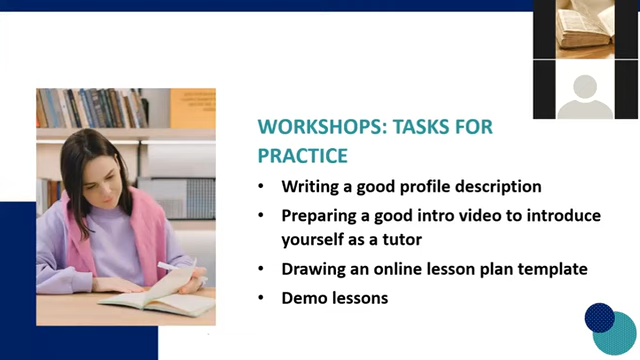 WORKSHOPS: TASKS FOR
PRACTICE
• Writing a good profile description
• Preparing a good intro video to introduce
yourself as a tutor
• Drawing an online lesson plan template
• Demo lessons